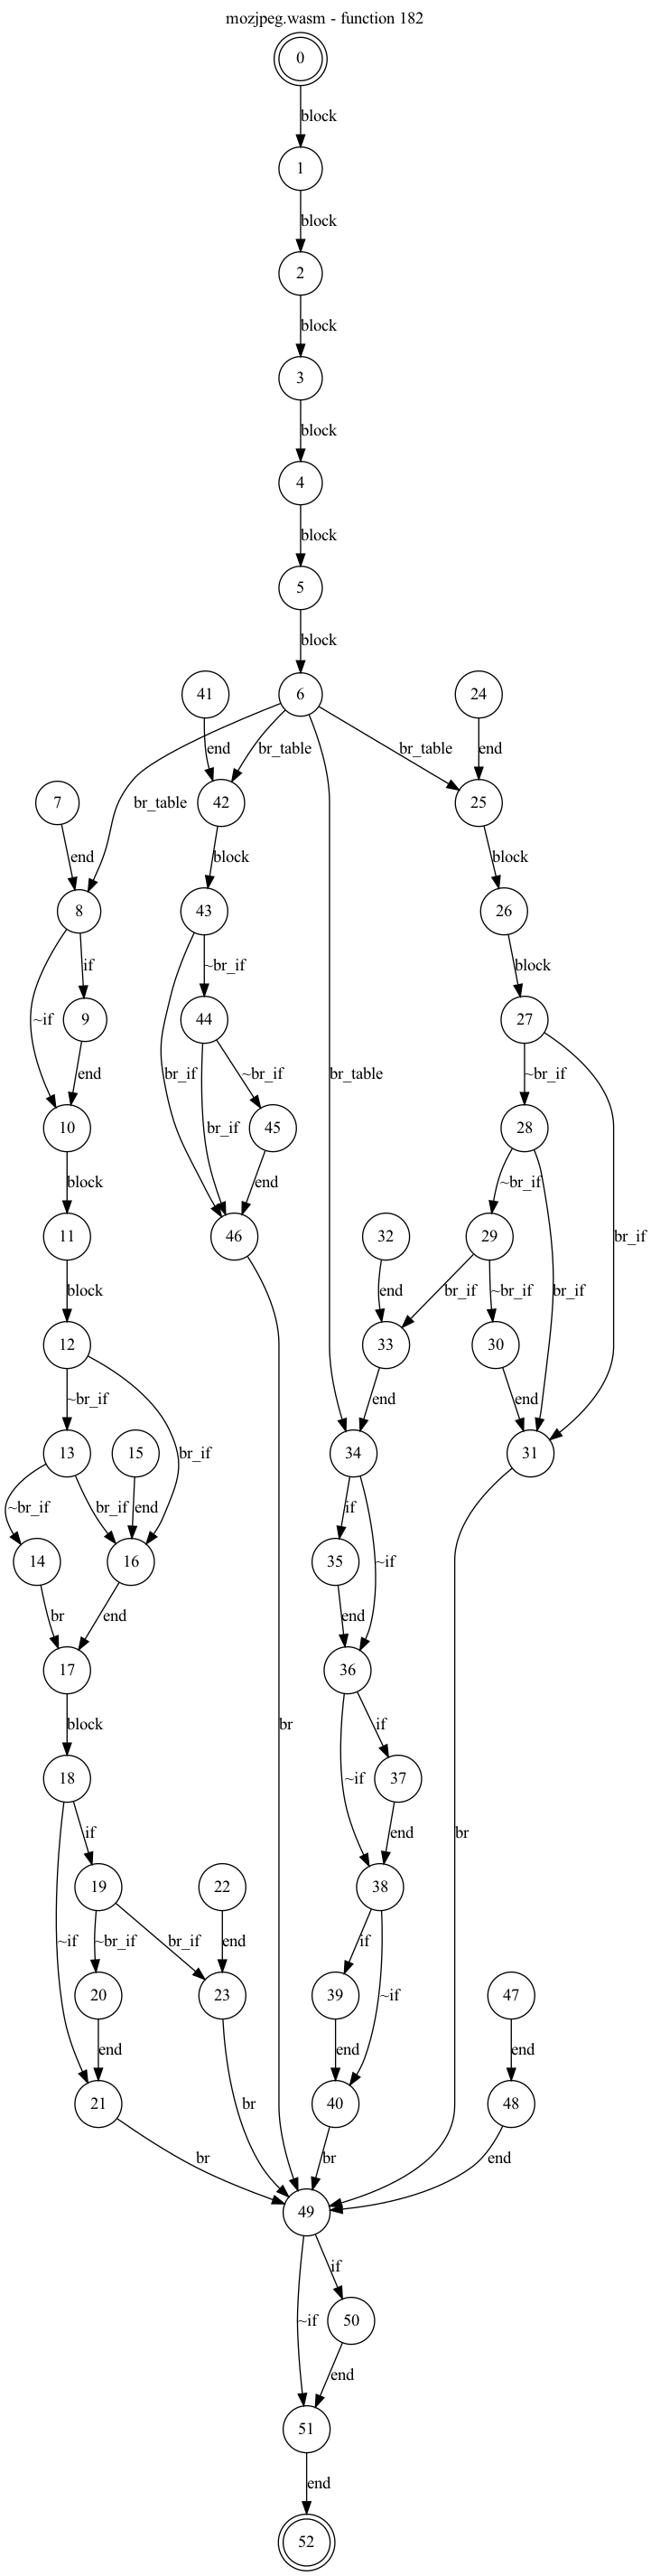 mozjpeg.wasm - function 182
0
block
1
block
2
block
3
block
4
block
5
block
41
6
24
end
br_table
br_table
end
7
br_table
42
25
end
block
block
8
43
26
~if
if
~br_if
block
9
44
27
end
br_if
br_if
~br_if
br_table
~br_if
10
45
28
block
end
~br_if
br_if
br_if
11
46
32
29
block
end
br_if
~br_if
12
33
30
~br_if
br_if
end
end
13
15
34
31
~br_if
br_if
end
if
~if
14
16
35
br
end
end
17
36
block
br
~if
if
br
18
37
~if
if
end
19
22
38
~br_if
br_if
end
if
~if
20
23
39
47
end
end
end
21
40
48
br
br
br
end
49
~if
if
50
end
51
end
52